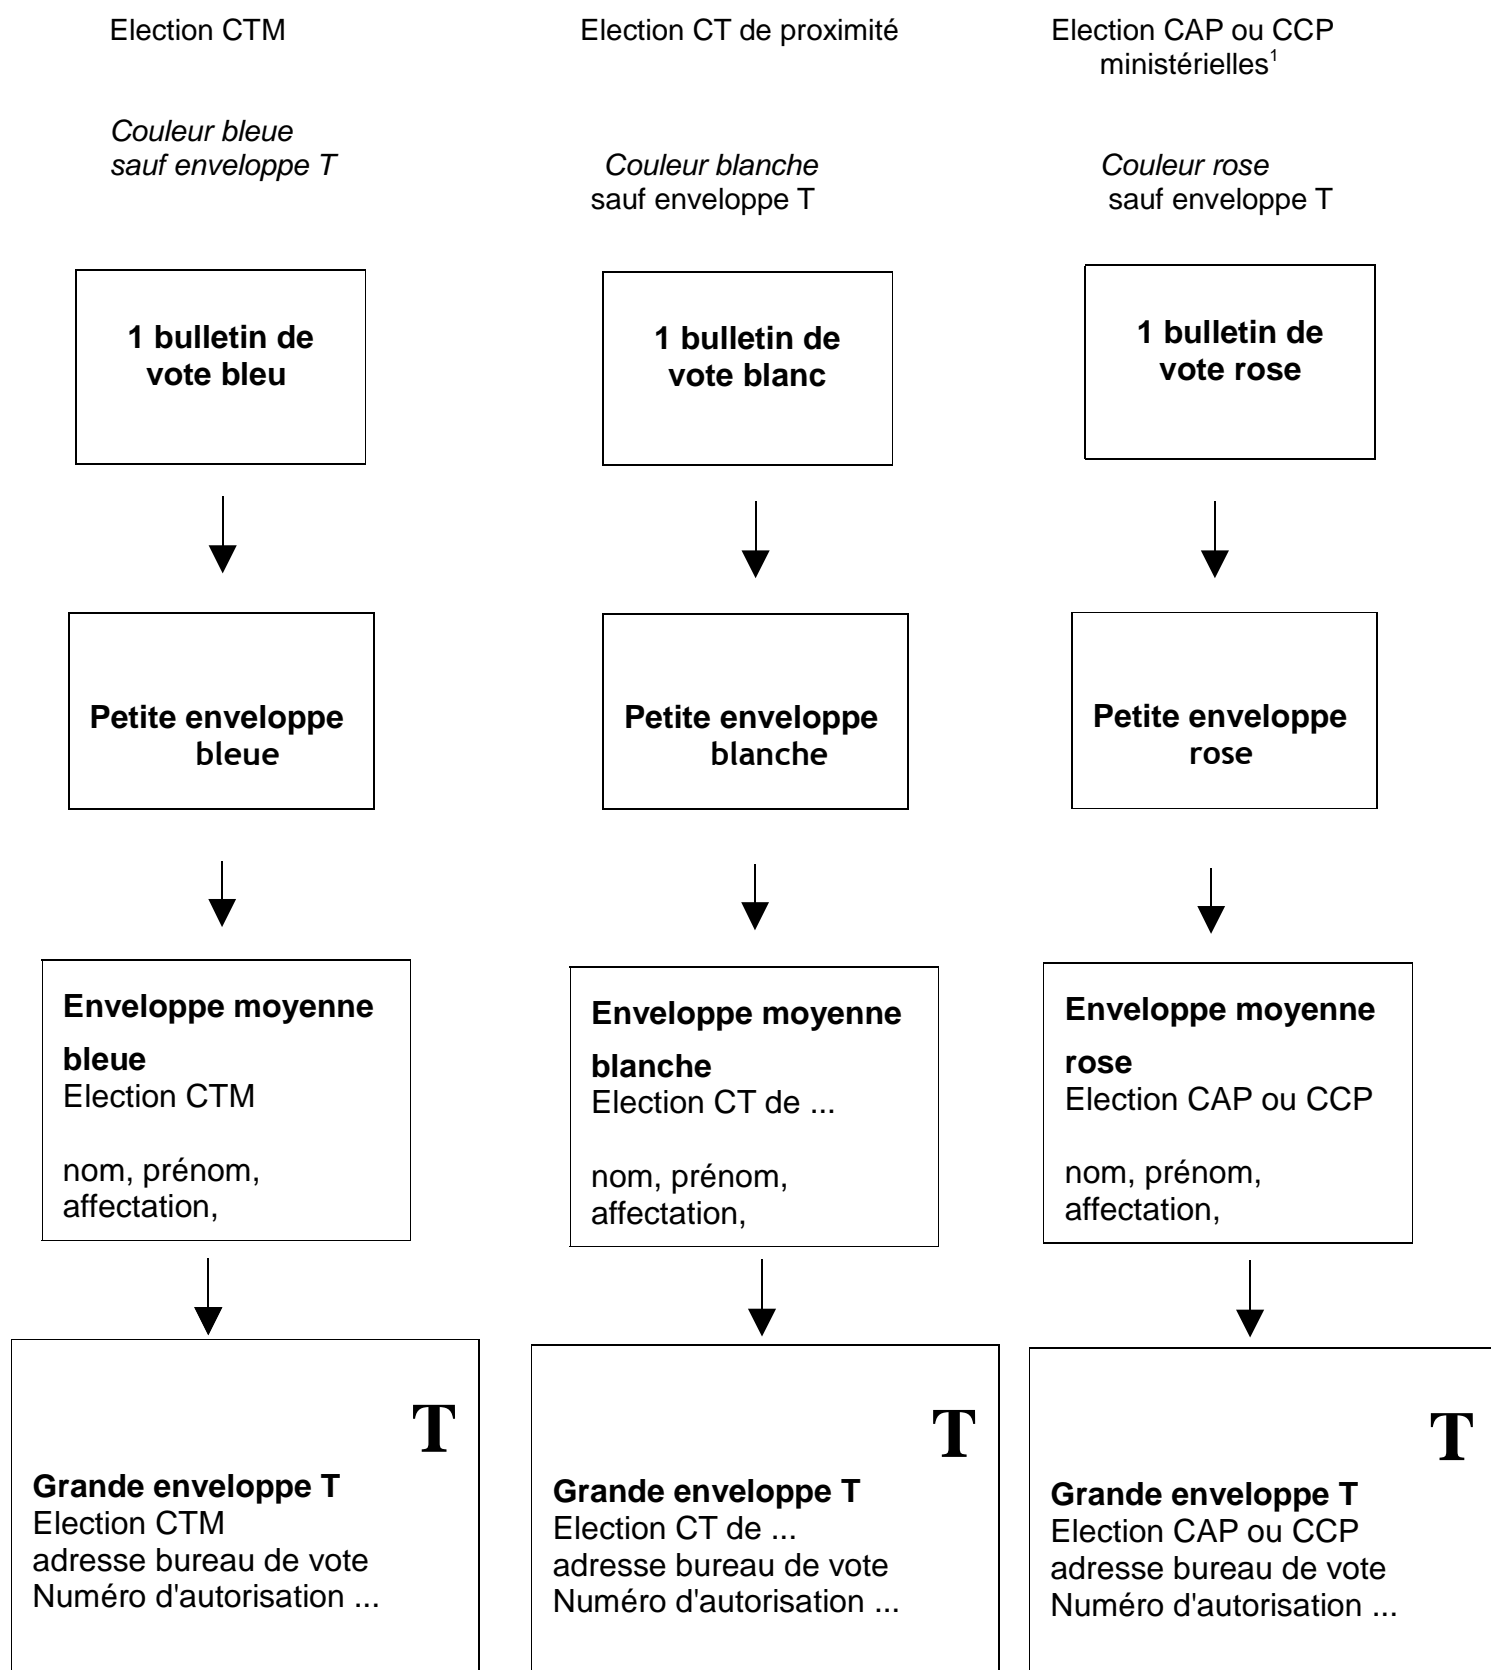 Election CTM
Couleur bleue
sauf enveloppe T
1 bulletin de
vote bleu
Petite enveloppe
bleue
Enveloppe moyenne
bleue
Election CTM
nom, prénom,
affectation,
T
Grande enveloppe T
Election CTM
adresse bureau de vote
Numéro d'autorisation ...
Election CT de proximité
Couleur blanche
sauf enveloppe T
1 bulletin de
vote blanc
Petite enveloppe
blanche
Enveloppe moyenne
blanche
Election CT de ...
nom, prénom,
affectation,
T
Grande enveloppe T
Election CT de ...
adresse bureau de vote
Numéro d'autorisation ...
Election CAP ou CCP
ministérielles¹
Couleur rose
sauf enveloppe T
1 bulletin de
vote rose
Petite enveloppe
rose
Enveloppe moyenne
rose
Election CAP ou CCP
nom, prénom,
affectation,
T
Grande enveloppe T
Election CAP ou CCP
adresse bureau de vote
Numéro d'autorisation ...